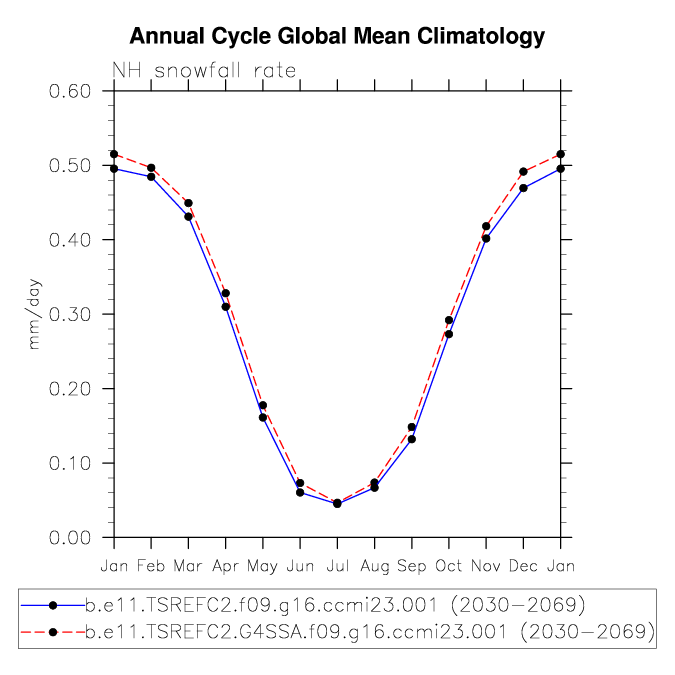 Annual Cycle Global Mean Climatology
NH snowfall rate
0.60
0.50
0.40
0.30
0.20
0.10
0.00
mm/day
Jan Feb Mar Apr May Jun Jul Aug Sep Oct Nov Dec Jan
b.e11.TSREFC2.f09.g16.ccmi23.001 (2030-2069)
b.e11.TSREFC2.G4SSA.f09.g16.ccmi23.001 (2030-2069)